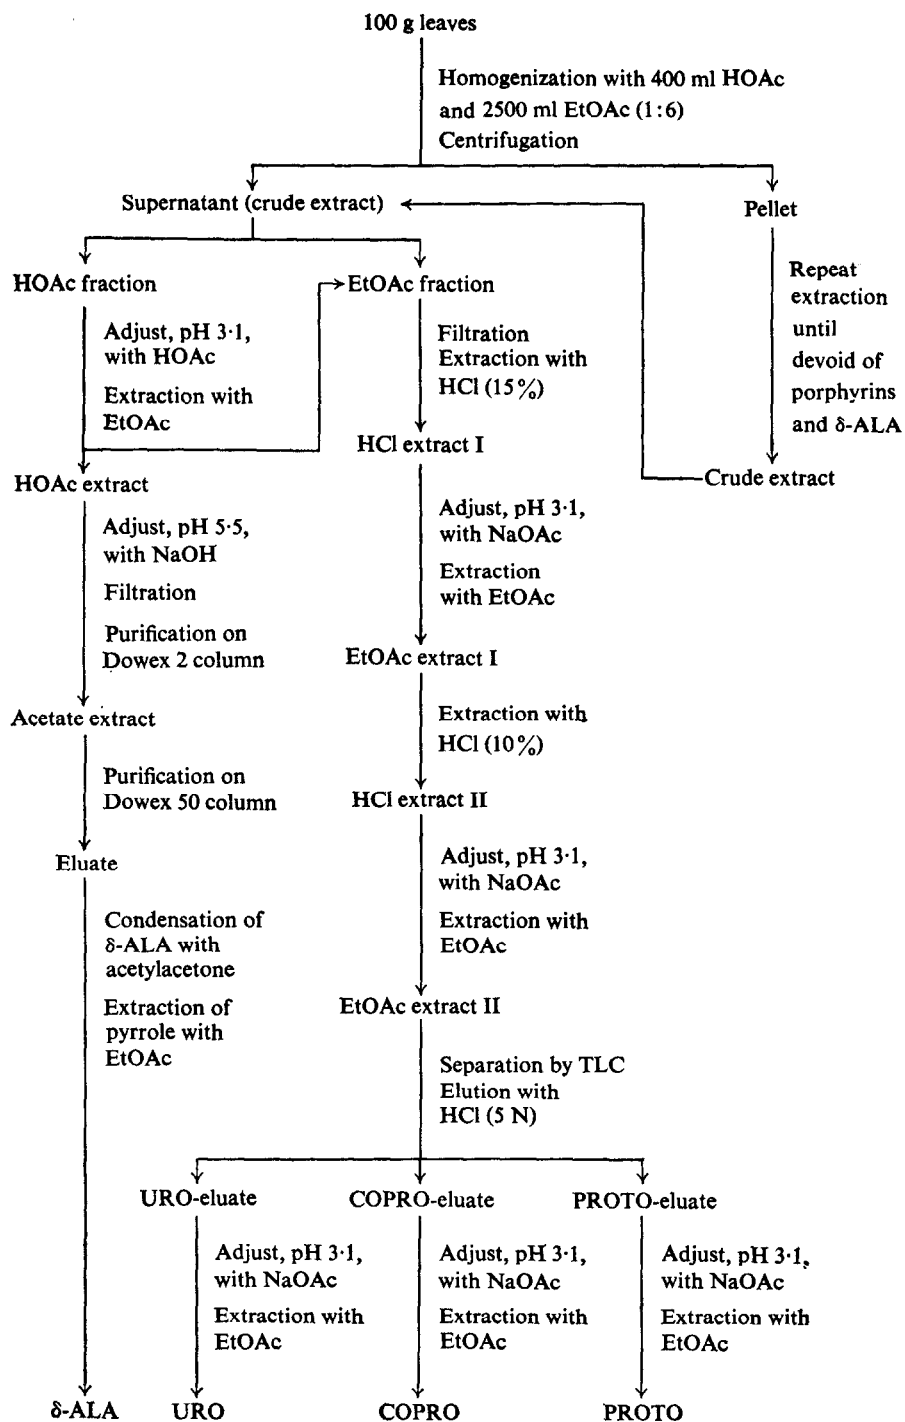 100 g leaves
Homogenization with 400 ml HOAc
and 2500 ml EtOAc (1:6)
Centrifugation
Supernatant (crude extract)
Pellet
HOAc fraction
EtOAc fraction
Repeat
extraction
until
devoid of
porphyrins
and δ-ALA
Adjust, pH 3·1,
with HOAc
Extraction with
EtOAc
Filtration
Extraction with
HCl (15%)
HCl extract I
Crude extract
HOAc extract
Adjust, pH 5·5,
with NaOH
Filtration
Purification on
Dowex 2 column
Adjust, pH 3·1,
with NaOAc
Extraction
with EtOAc
EtOAc extract I
Acetate extract
Extraction with
HCl (10%)
Purification on
Dowex 50 column
HCl extract II
Eluate
Adjust, pH 3·1,
with NaOAc
Extraction with
EtOAc
Condensation of
δ-ALA with
acetylacetone
Extraction of
pyrrole with
EtOAc
EtOAc extract II
Separation by TLC
Elution with
HCl (5 N)
URO-eluate
COPRO-eluate
PROTO-eluate
Adjust, pH 3·1,
with NaOAc
Extraction with
EtOAc
Adjust, pH 3·1,
with NaOAc
Extraction with
EtOAc
Adjust, pH 3·1,
with NaOAc
Extraction with
EtOAc
δ-ALA
URO
COPRO
PROTO